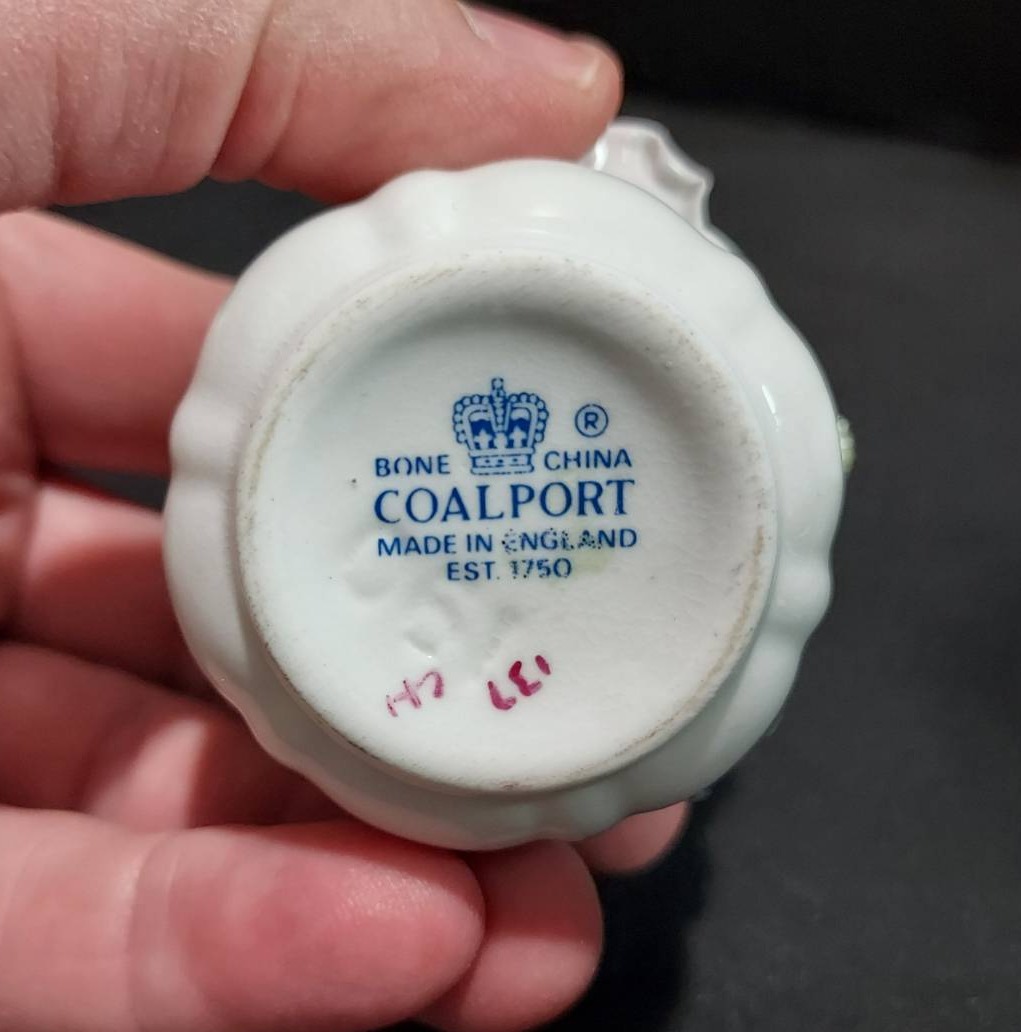 ®
BONE CHINA
COALPORT
MADE IN ENGLAND
EST. 1750